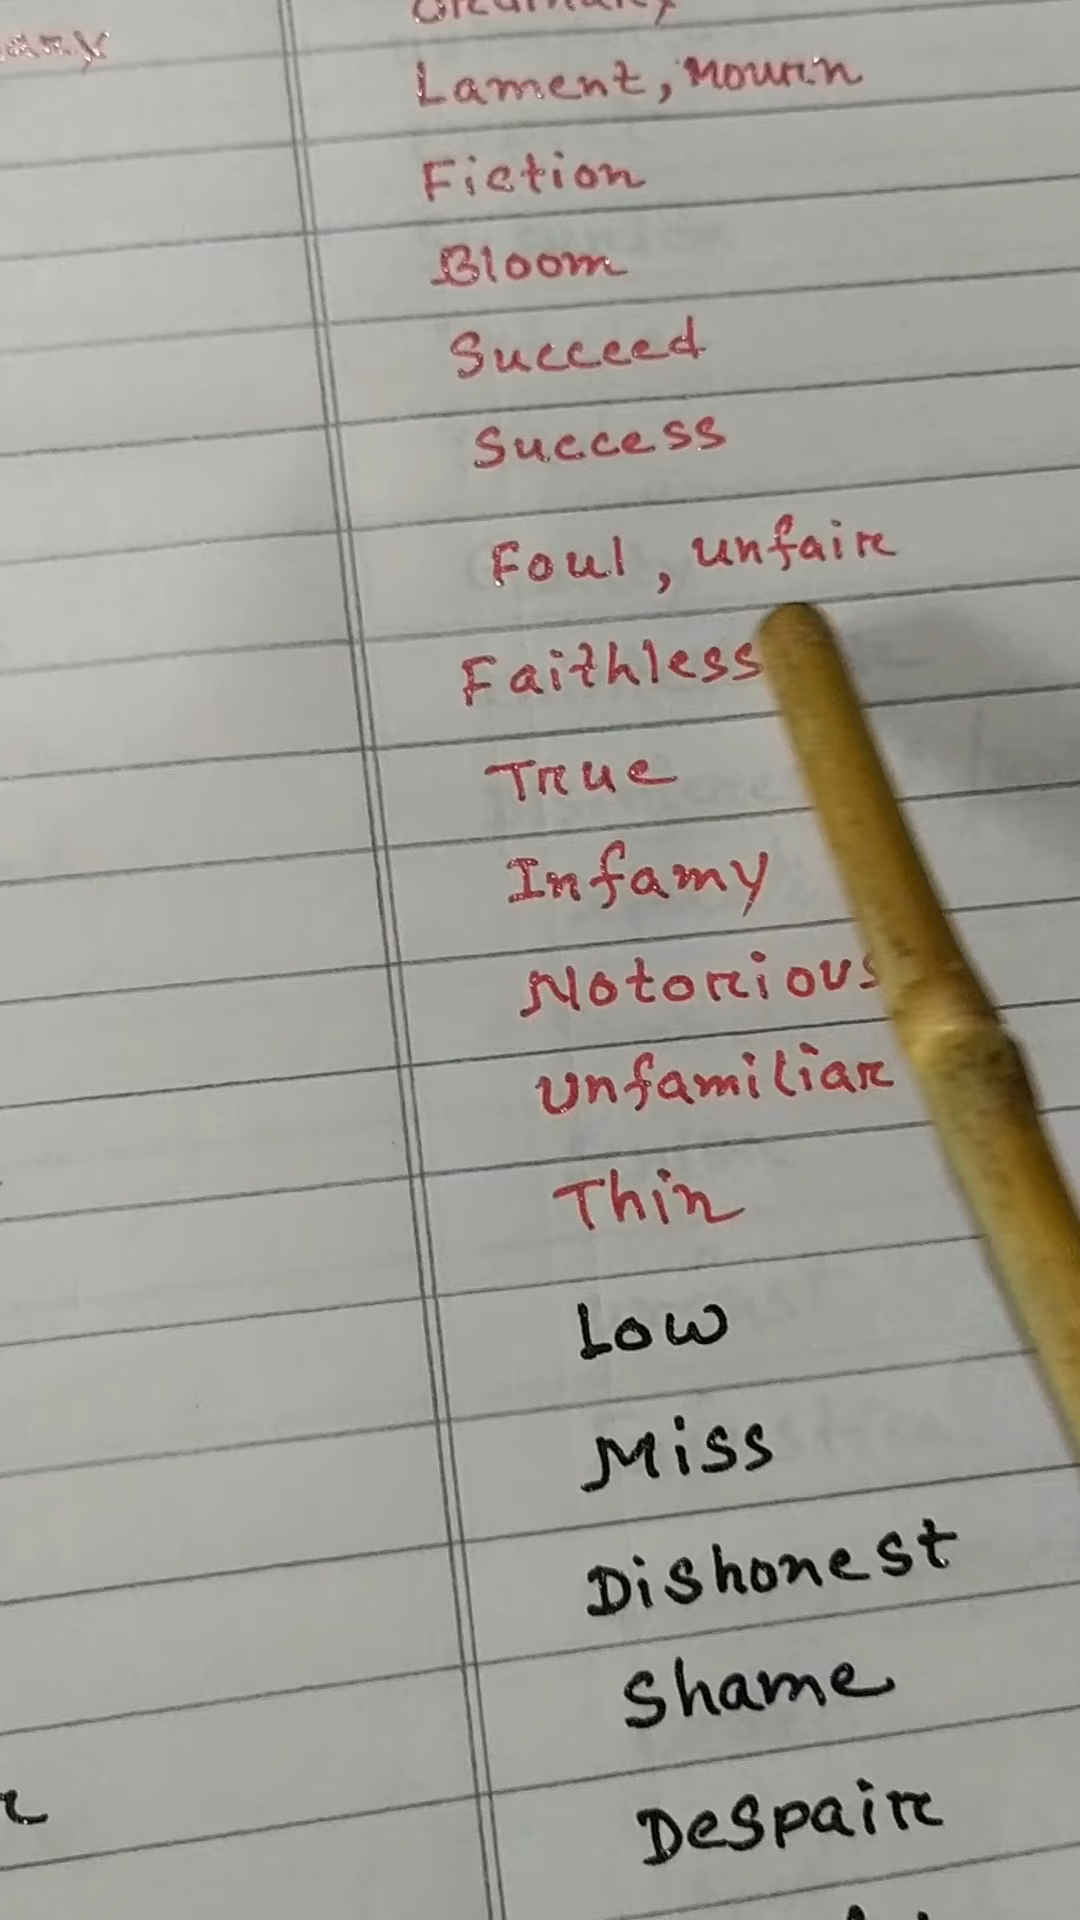 Ordinary
Lament, Mourn
Fiction
Bloom
Succeed
Success
Foul, unfair
Faithless
True
Infamy
Notorious
Unfamiliar
Thin
Low
Miss
Dishonest
Shame
Despair